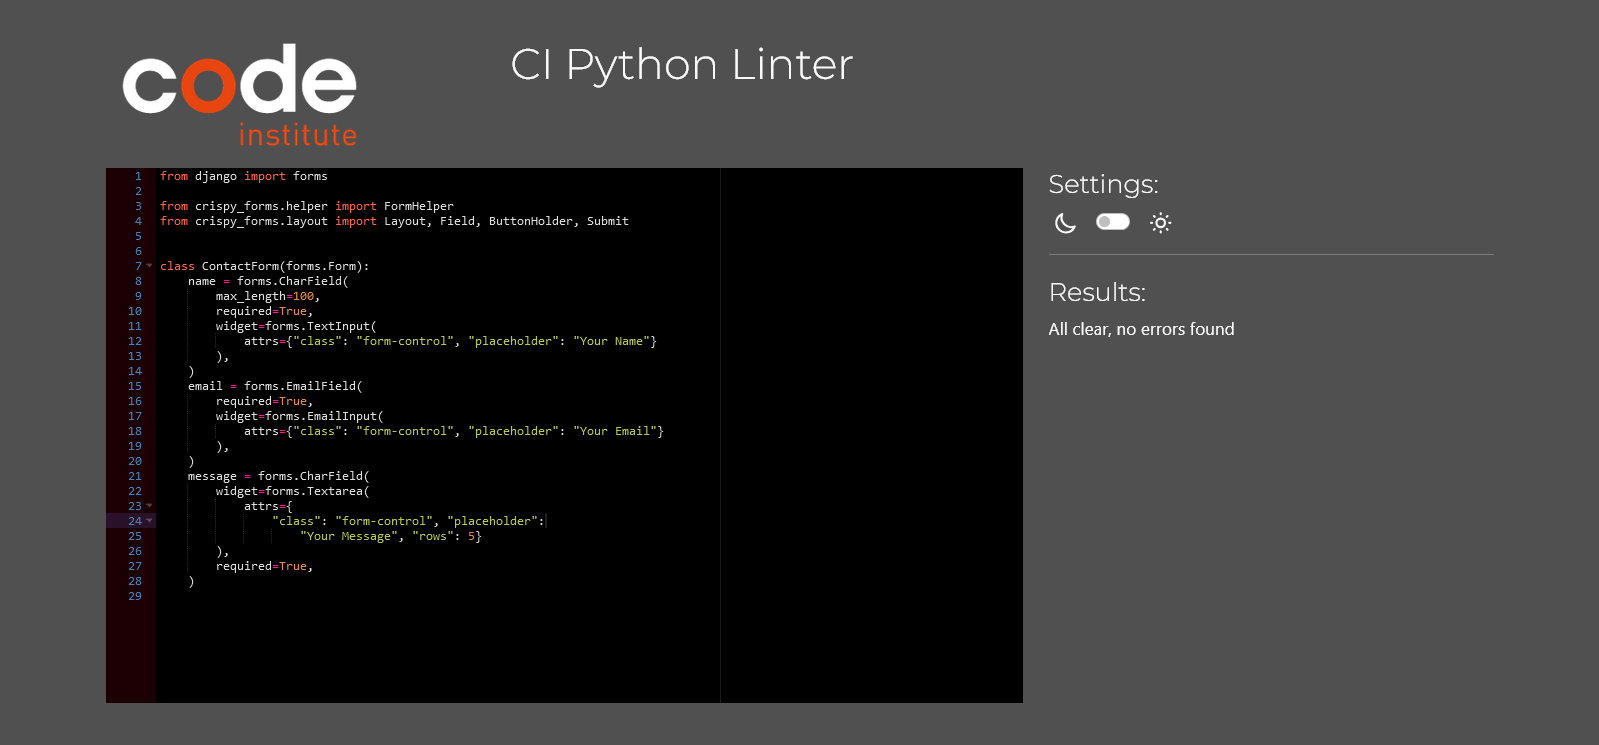 code
institute
CI Python Linter
1 from django import forms
2
3 from crispy_forms.helper import FormHelper
4 from crispy_forms.layout import Layout, Field, ButtonHolder, Submit
5
6
7 class ContactForm(forms.Form):
8     name = forms.CharField(
9         max_length=100,
10         required=True,
11         widget=forms.TextInput(
12             attrs={"class": "form-control", "placeholder": "Your Name"}
13         ),
14     )
15     email = forms.EmailField(
16         required=True,
17         widget=forms.EmailInput(
18             attrs={"class": "form-control", "placeholder": "Your Email"}
19         ),
20     )
21     message = forms.CharField(
22         widget=forms.Textarea(
23             attrs={
24                 "class": "form-control", "placeholder":
25                     "Your Message", "rows": 5}
26         ),
27         required=True,
28     )
29
Settings:
Results:
All clear, no errors found